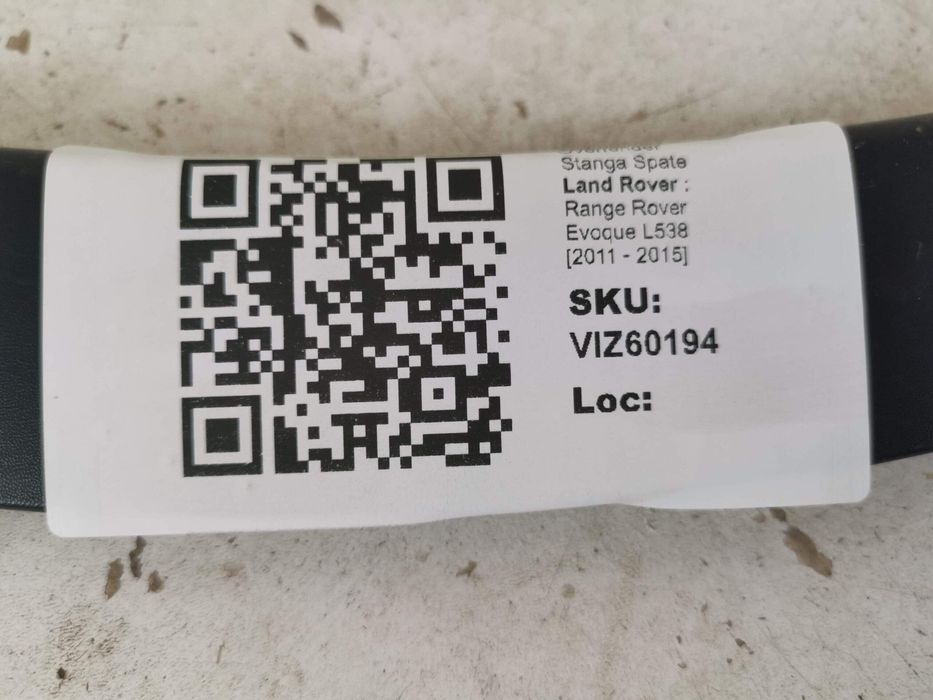 Stanga Spate
Land Rover :
Range Rover
Evoque L538
[2011 - 2015]
SKU:
VIZ60194
Loc: